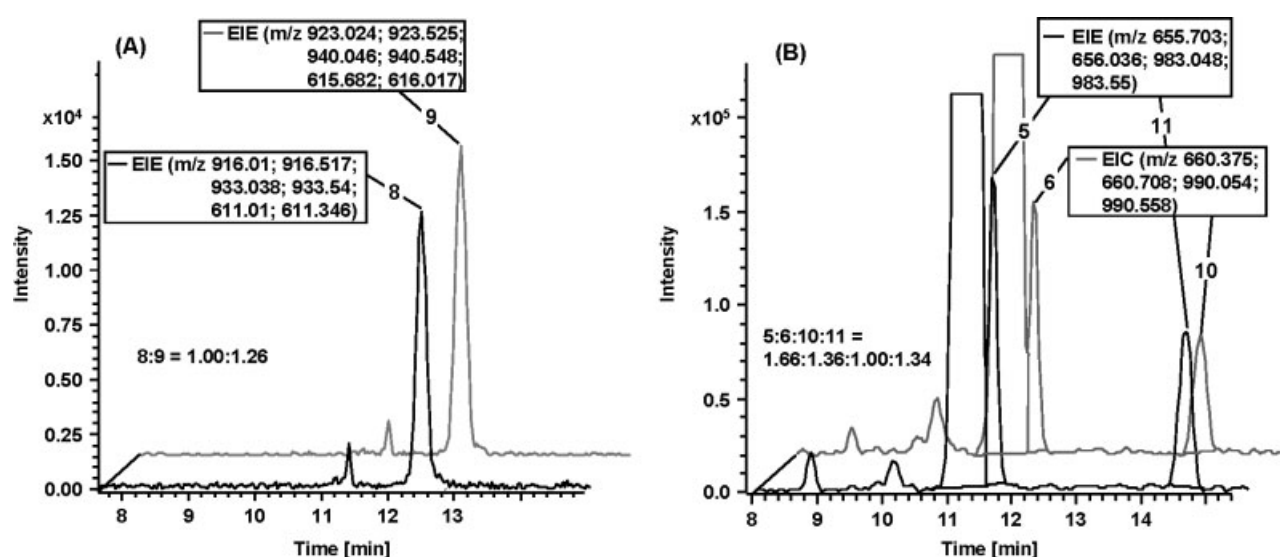 (A)
EIE (m/z 923.024; 923.525;
940.046; 940.548;
615.682; 616.017)
x10⁴
9
1.50
EIE (m/z 916.01; 916.517;
933.038; 933.54;
611.01; 611.346)
8
1.25
1.00
0.75
0.50
0.25
0.00
Intensity
8:9 = 1.00:1.26
8 9 10 11 12 13
Time [min]
(B)
EIE (m/z 655.703;
656.036; 983.048;
983.55)
x10⁵
5
11
EIC (m/z 660.375;
660.708; 990.054;
990.558)
6
10
2.0
1.5
1.0
0.5
0.0
Intensity
5:6:10:11 =
1.66:1.36:1.00:1.34
8 9 10 11 12 13 14
Time [min]